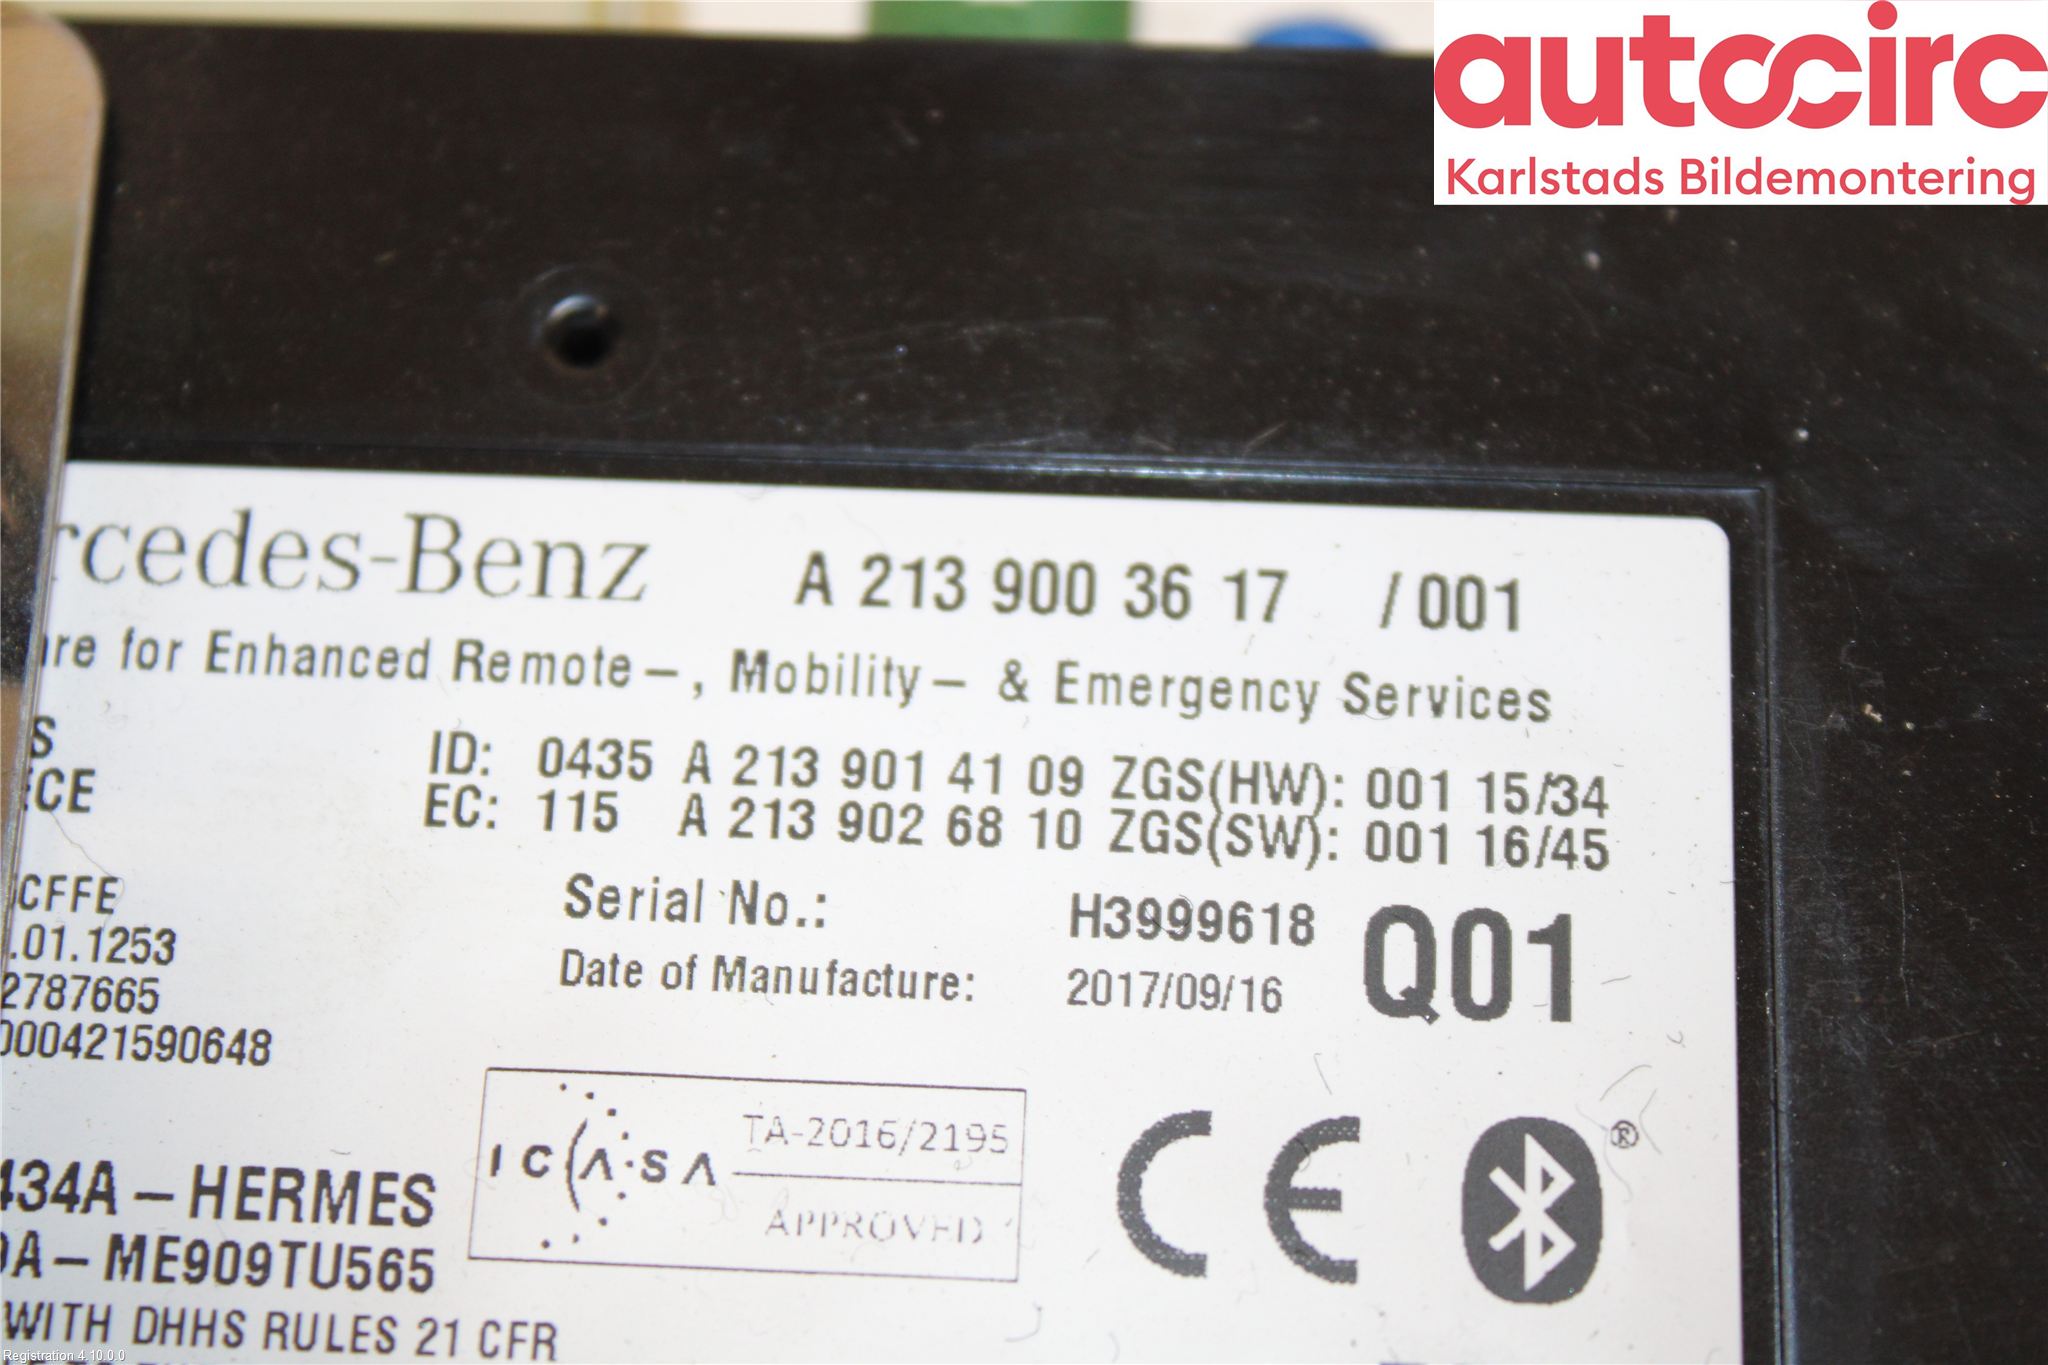 autocirc
Karlstads Bildemontering
rcedes-Benz A 213 900 36 17 /001
are for Enhanced Remote–, Mobility– & Emergency Services
S
ID: 0435 A 213 901 41 09 ZGS(HW): 001 15/34
CE
EC: 115 A 213 902 68 10 ZGS(SW): 001 16/45
CFFE
Serial No.: H3999618 Q01
.01.1253
Date of Manufacture: 2017/09/16
2787665
000421590648
ICASA TA-2016/2195
APPROVED
CE
®
434A – HERMES
0A – ME909TU565
WITH DHHS RULES 21 CFR
Registration 4.10.0.0